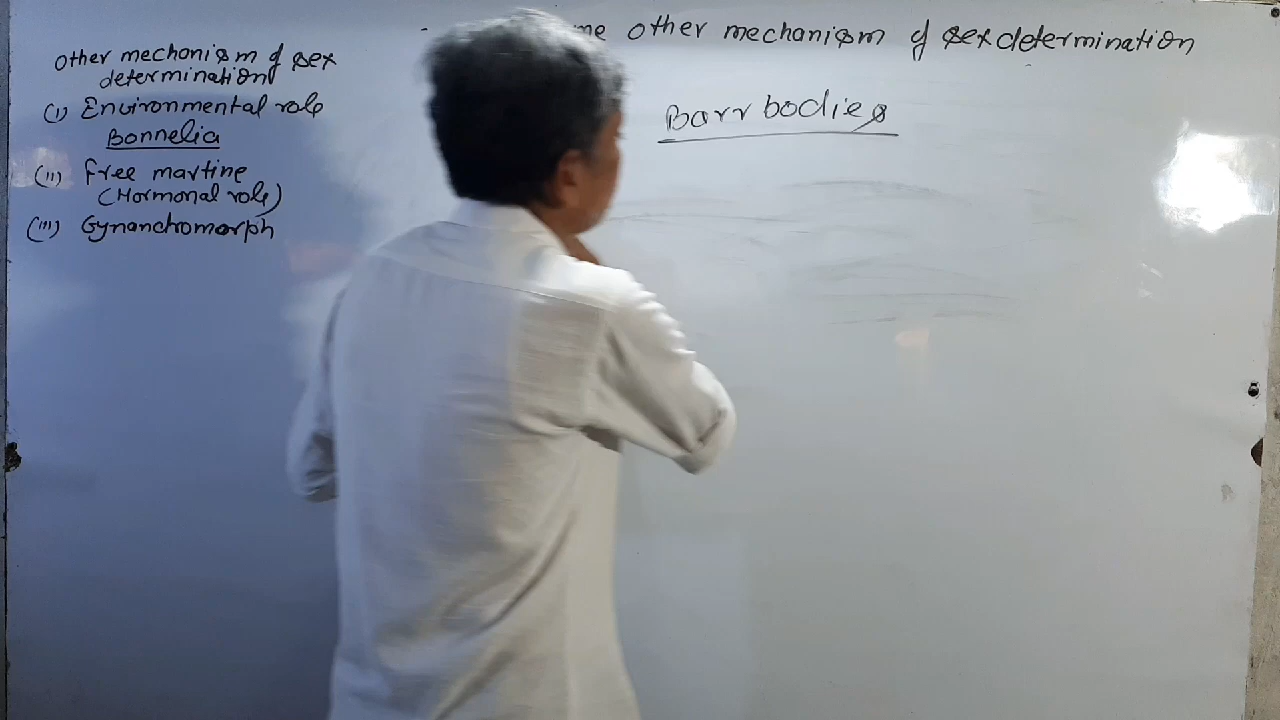 other mechanism of sex determination
other mechanism of sex
determination
(i) Environmental role
Bonnelia
(ii) free martine
(Hormonal role)
(iii) Gynanchomorph
Barr bodies